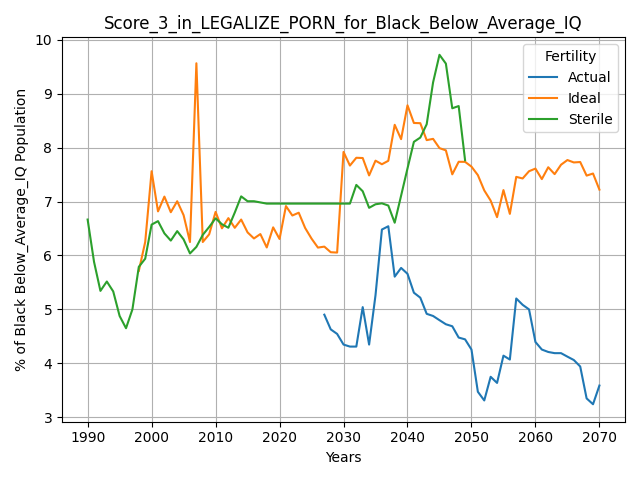 Score_3_in_LEGALIZE_PORN_for_Black_Below_Average_IQ
% of Black Below_Average_IQ Population
10
9
8
7
6
5
4
3
Fertility
Actual
Ideal
Sterile
1990 2000 2010 2020 2030 2040 2050 2060 2070
Years